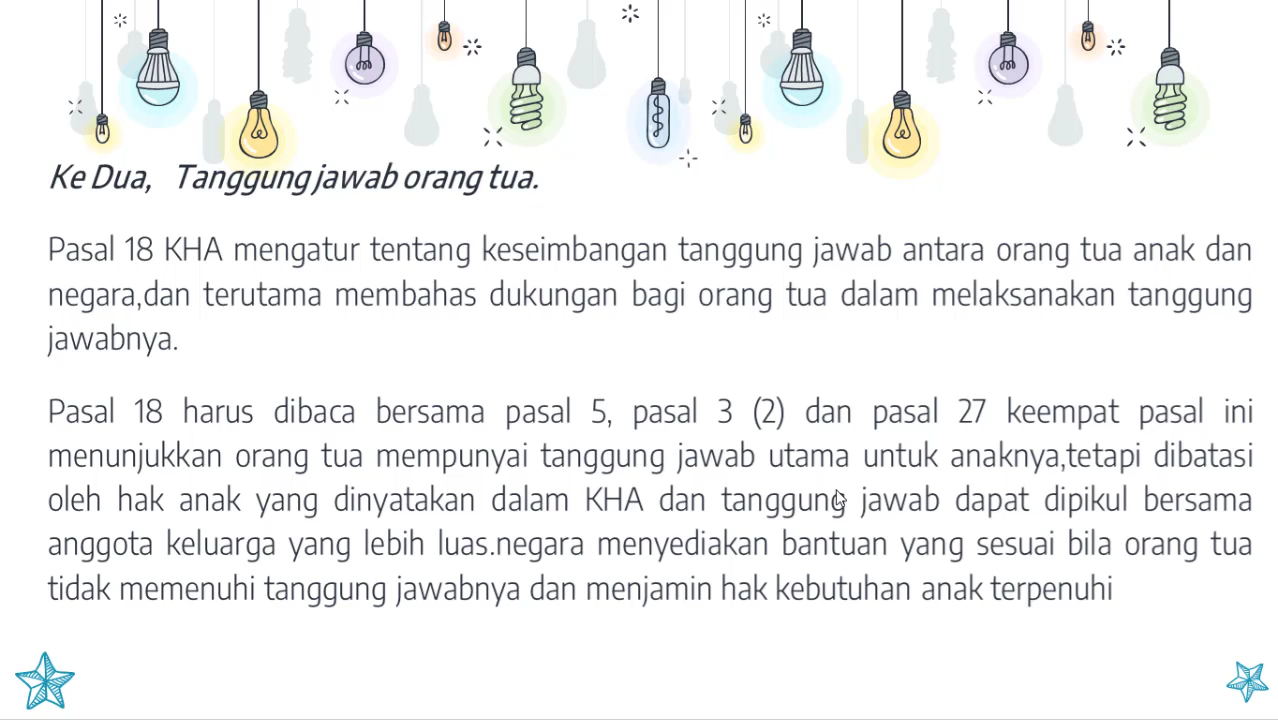 Ke Dua, Tanggung jawab orang tua.
Pasal 18 KHA mengatur tentang keseimbangan tanggung jawab antara orang tua anak dan
negara,dan terutama membahas dukungan bagi orang tua dalam melaksanakan tanggung
jawabnya.
Pasal 18 harus dibaca bersama pasal 5, pasal 3 (2) dan pasal 27 keempat pasal ini
menunjukkan orang tua mempunyai tanggung jawab utama untuk anaknya,tetapi dibatasi
oleh hak anak yang dinyatakan dalam KHA dan tanggung jawab dapat dipikul bersama
anggota keluarga yang lebih luas.negara menyediakan bantuan yang sesuai bila orang tua
tidak memenuhi tanggung jawabnya dan menjamin hak kebutuhan anak terpenuhi